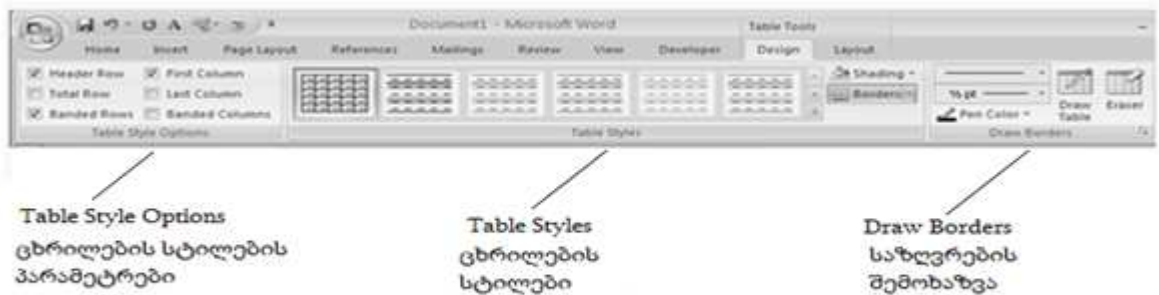 Document1 - Microsoft Word
Table Tools
Home Insert Page Layout References Mailings Review View Developer Design Layout
Header Row First Column
Total Row Last Column
Banded Rows Banded Columns
Table Style Options
Table Styles
Shading
Borders
½ pt
Pen Color
Draw Table
Eraser
Draw Borders
Table Style Options
ცხრილების სტილების
პარამეტრები
Table Styles
ცხრილების
სტილები
Draw Borders
საზღვრების
შემოხაზვა